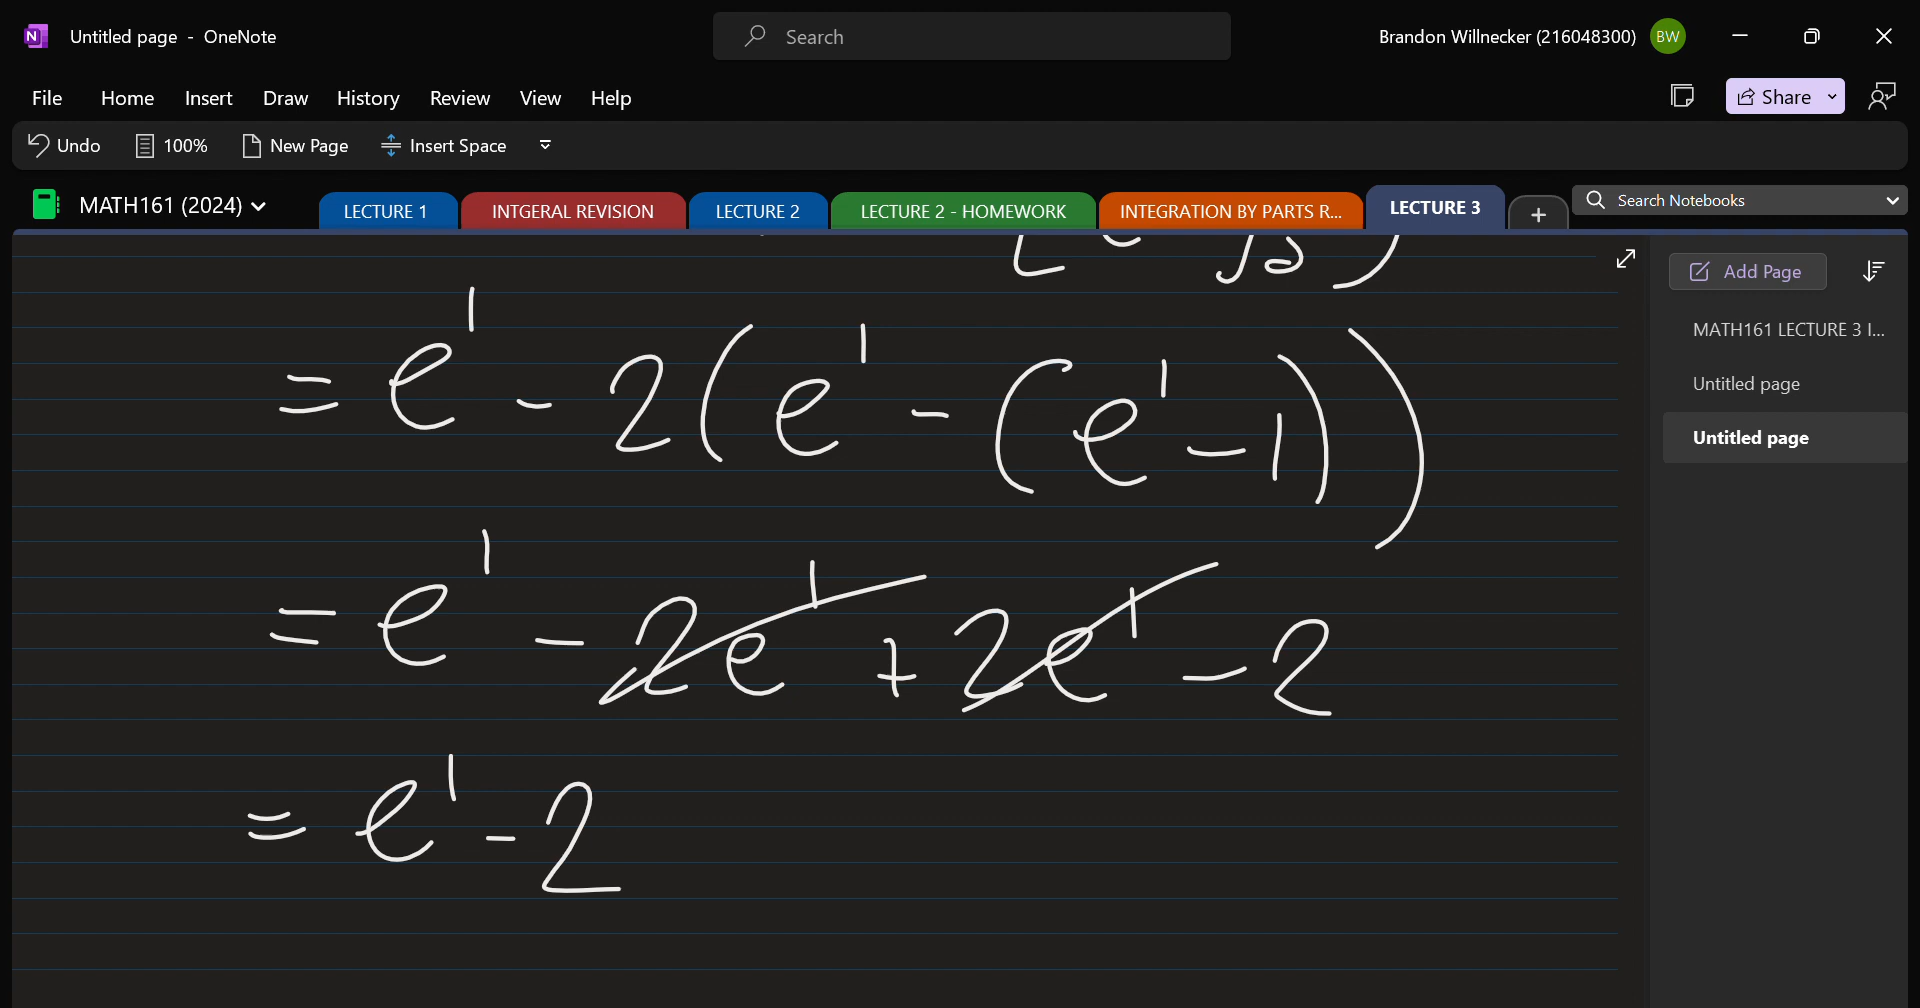 Untitled page - OneNote
Search
Brandon Willnecker (216048300) BW
File Home Insert Draw History Review View Help
Share
Undo 100% New Page Insert Space
MATH161 (2024)
LECTURE 1 INTGERAL REVISION LECTURE 2 LECTURE 2 - HOMEWORK INTEGRATION BY PARTS R... LECTURE 3 +
Search Notebooks
= e¹ - 2(e¹ - (e¹ - 1))
= e¹ - 2e¹ + 2e¹ - 2
= e¹ - 2
Add Page
MATH161 LECTURE 3 I...
Untitled page
Untitled page